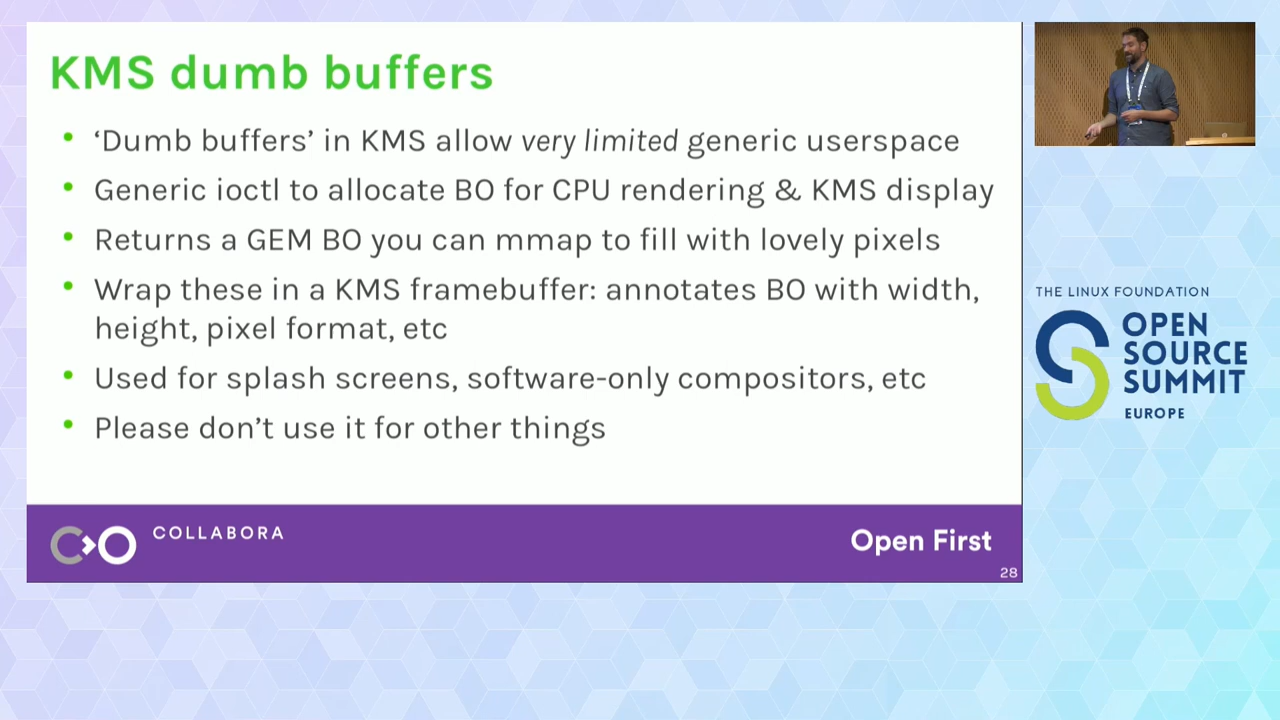 KMS dumb buffers
‘Dumb buffers’ in KMS allow very limited generic userspace
Generic ioctl to allocate BO for CPU rendering & KMS display
Returns a GEM BO you can mmap to fill with lovely pixels
Wrap these in a KMS framebuffer: annotates BO with width,
height, pixel format, etc
Used for splash screens, software-only compositors, etc
Please don’t use it for other things
COLLABORA
Open First
28
THE LINUX FOUNDATION
OPEN
SOURCE
SUMMIT
EUROPE